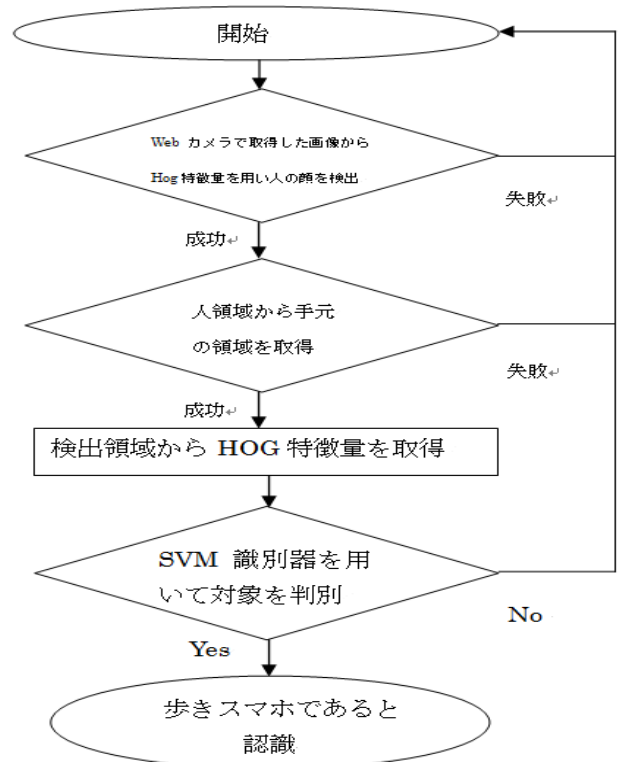 開始
Web カメラで取得した画像から
Hog 特徴量を用い人の顔を検出
失敗↵
成功↵
人領域から手元
の領域を取得
失敗↵
成功↵
検出領域から HOG 特徴量を取得
SVM 識別器を用
いて対象を判別
No
Yes
歩きスマホであると
認識